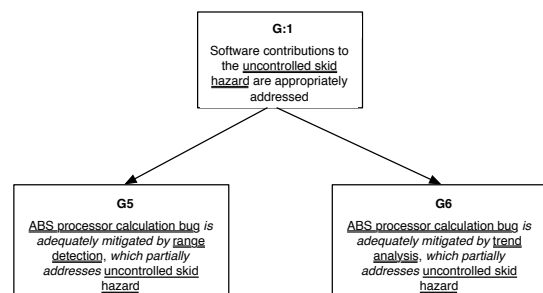 G:1
Software contributions to
the uncontrolled skid
hazard are appropriately
addressed
G5
ABS processor calculation bug is
adequately mitigated by range
detection, which partially
addresses uncontrolled skid
hazard
G6
ABS processor calculation bug is
adequately mitigated by trend
analysis, which partially
addresses uncontrolled skid
hazard